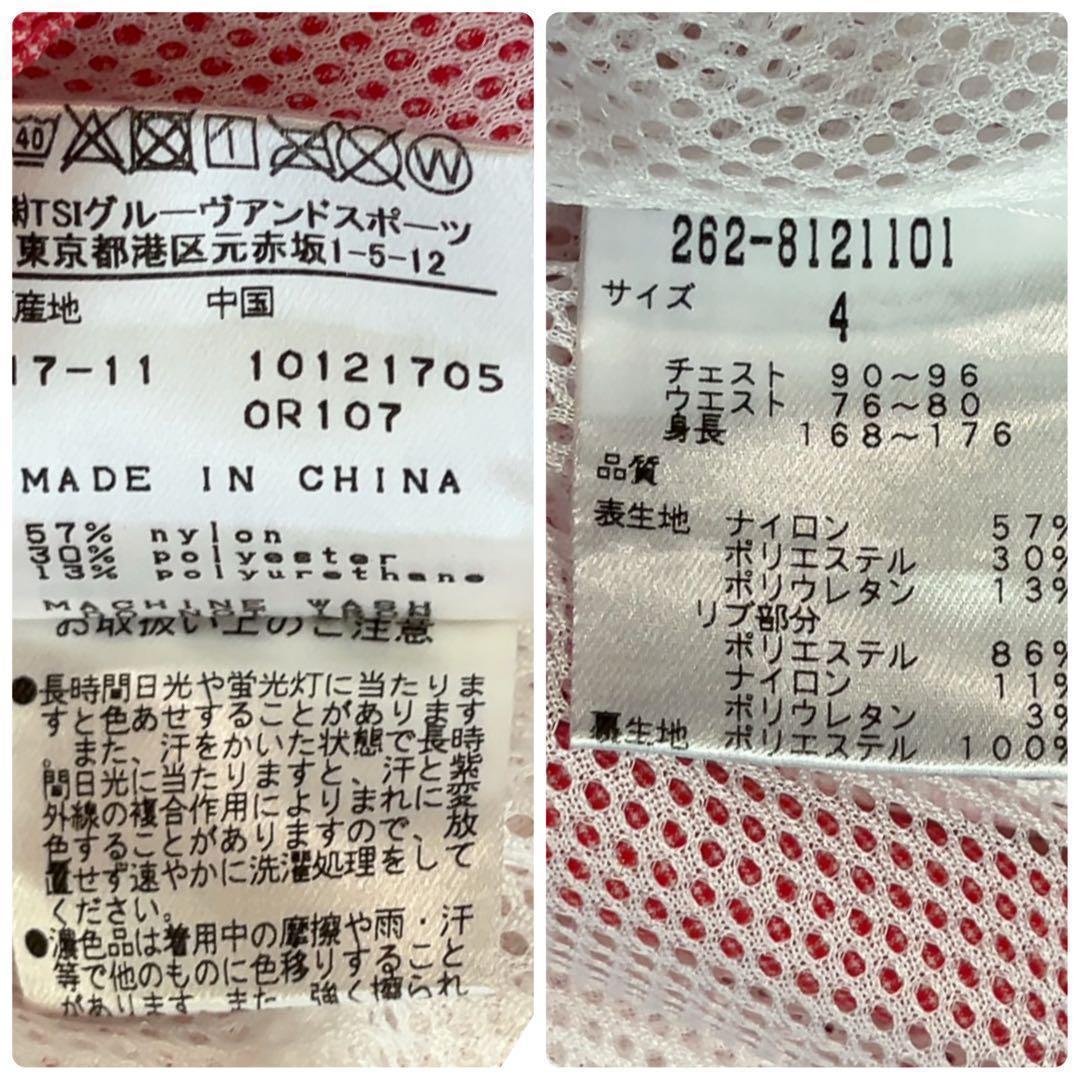 40
1
W
㈱TSIグルーヴアンドスポーツ
東京都港区元赤坂1-5-12
産地 中国
17-11 10121705
OR107
MADE IN CHINA
57% nylon
30% polyester
13% polyurethane
MACHINE WASH
お取扱い上のご注意
●長時間日光や蛍光灯に当たりま
すと色あせすることがあります
。また、汗をかいた状態で長時
間日光に当たりますと、汗と紫
外線の複合作用によりまれに変
色することがありますので、放
置せず速やかに洗濯処理をして
ください。
●濃色品は着用中の摩擦や雨・汗
等で他のものに色移りすること
があります。また、強く擦られ
262-8121101
サイズ 4
チェスト 90~96
ウエスト 76~80
身長 168~176
品質
表生地 ナイロン 57%
ポリエステル 30%
ポリウレタン 13%
リブ部分
ポリエステル 86%
ナイロン 11%
ポリウレタン 3%
裏生地 ポリエステル 100%